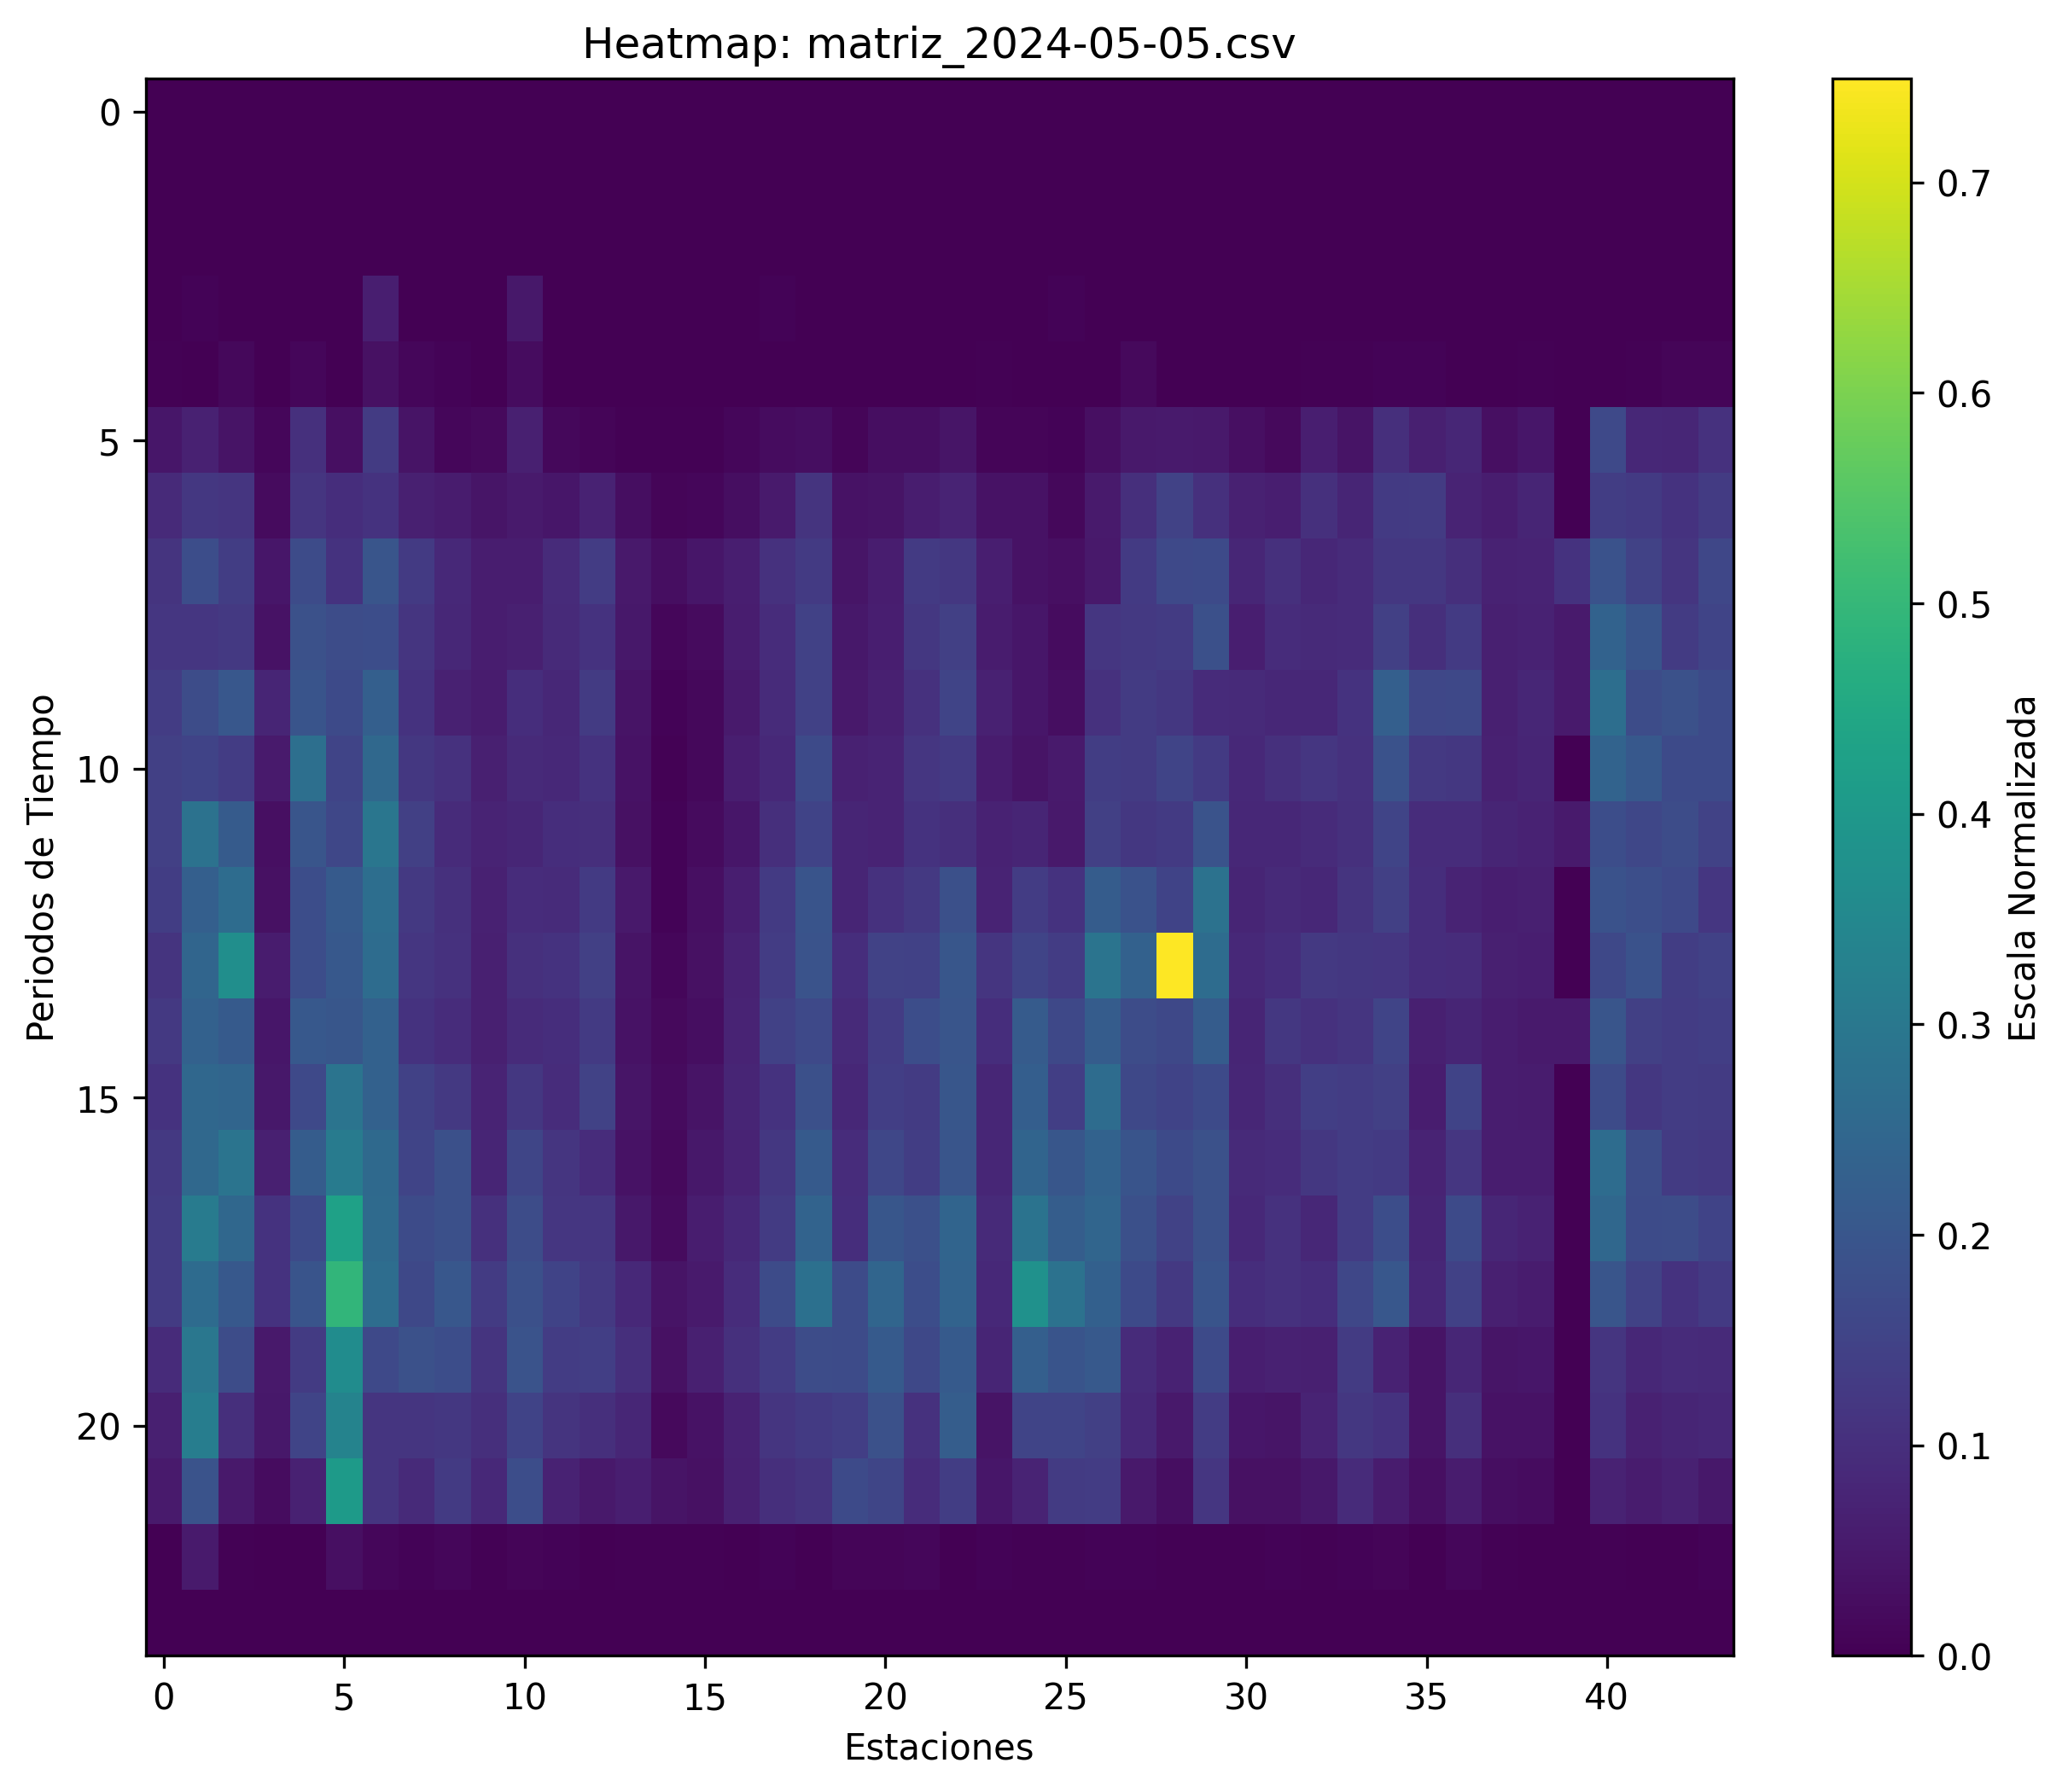 Heatmap: matriz_2024-05-05.csv
0
5
10
15
20
Periodos de Tiempo
0 5 10 15 20 25 30 35 40
Estaciones
0.7
0.6
0.5
0.4
0.3
0.2
0.1
0.0
Escala Normalizada